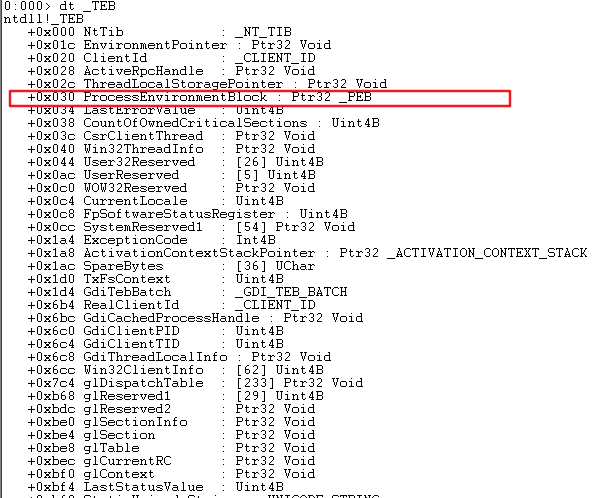 0:000> dt _TEB
ntdll!_TEB
+0x000 NtTib : _NT_TIB
+0x01c EnvironmentPointer : Ptr32 Void
+0x020 ClientId : _CLIENT_ID
+0x028 ActiveRpcHandle : Ptr32 Void
+0x02c ThreadLocalStoragePointer : Ptr32 Void
+0x030 ProcessEnvironmentBlock : Ptr32 _PEB
+0x034 LastErrorValue : Uint4B
+0x038 CountOfOwnedCriticalSections : Uint4B
+0x03c CsrClientThread : Ptr32 Void
+0x040 Win32ThreadInfo : Ptr32 Void
+0x044 User32Reserved : [26] Uint4B
+0x0ac UserReserved : [5] Uint4B
+0x0c0 WOW32Reserved : Ptr32 Void
+0x0c4 CurrentLocale : Uint4B
+0x0c8 FpSoftwareStatusRegister : Uint4B
+0x0cc SystemReserved1 : [54] Ptr32 Void
+0x1a4 ExceptionCode : Int4B
+0x1a8 ActivationContextStackPointer : Ptr32 _ACTIVATION_CONTEXT_STACK
+0x1ac SpareBytes : [36] UChar
+0x1d0 TxFsContext : Uint4B
+0x1d4 GdiTebBatch : _GDI_TEB_BATCH
+0x6b4 RealClientId : _CLIENT_ID
+0x6bc GdiCachedProcessHandle : Ptr32 Void
+0x6c0 GdiClientPID : Uint4B
+0x6c4 GdiClientTID : Uint4B
+0x6c8 GdiThreadLocalInfo : Ptr32 Void
+0x6cc Win32ClientInfo : [62] Uint4B
+0x7c4 glDispatchTable : [233] Ptr32 Void
+0xb68 glReserved1 : [29] Uint4B
+0xbdc glReserved2 : Ptr32 Void
+0xbe0 glSectionInfo : Ptr32 Void
+0xbe4 glSection : Ptr32 Void
+0xbe8 glTable : Ptr32 Void
+0xbec glCurrentRC : Ptr32 Void
+0xbf0 glContext : Ptr32 Void
+0xbf4 LastStatusValue : Uint4B